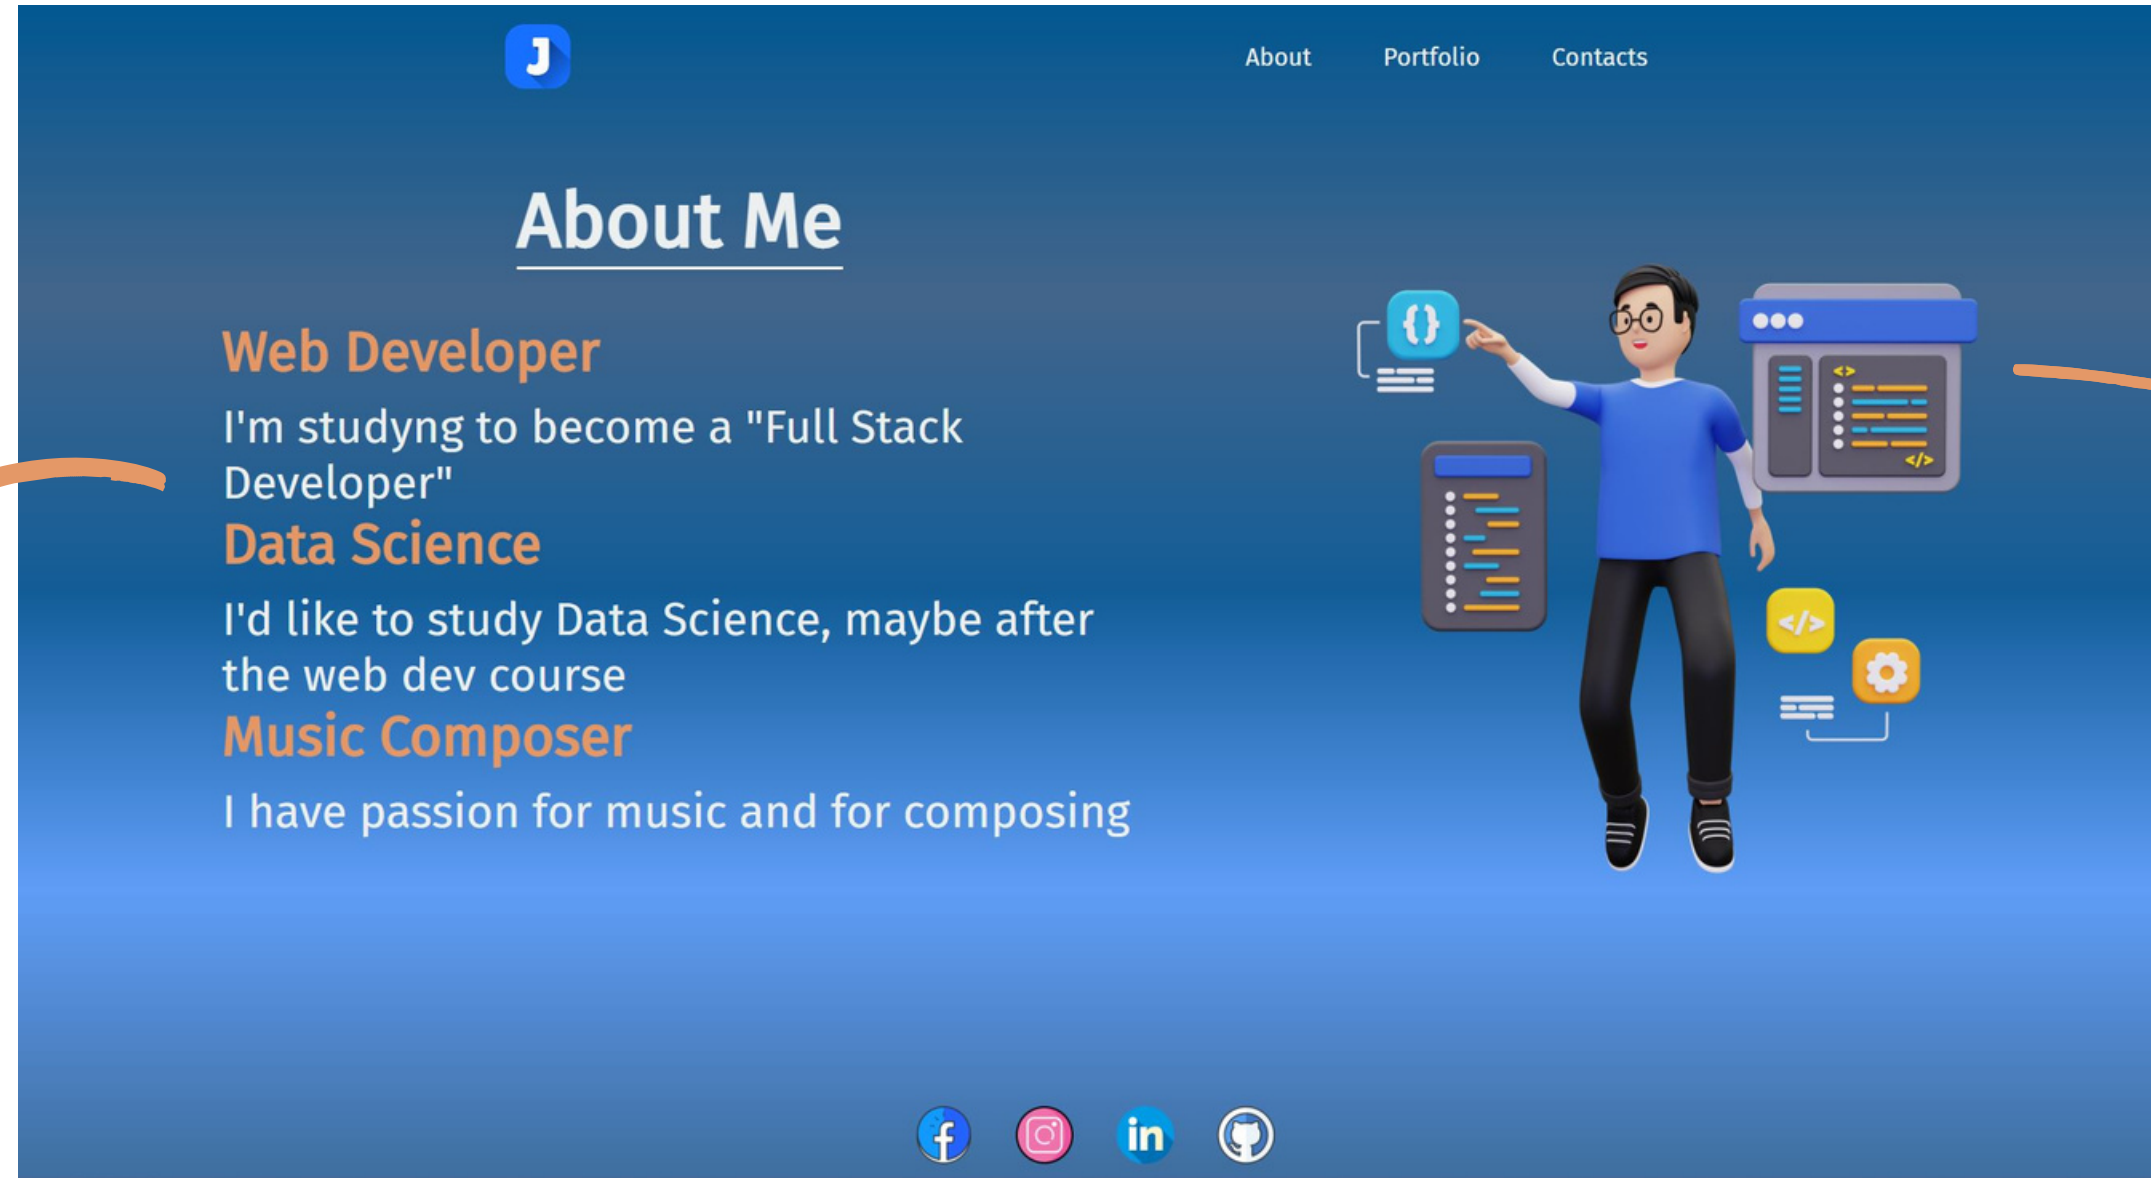 J
About Portfolio Contacts
About Me
Web Developer
I'm studyng to become a "Full Stack
Developer"
Data Science
I'd like to study Data Science, maybe after
the web dev course
Music Composer
I have passion for music and for composing
{}
<>
</>
</>
f
in